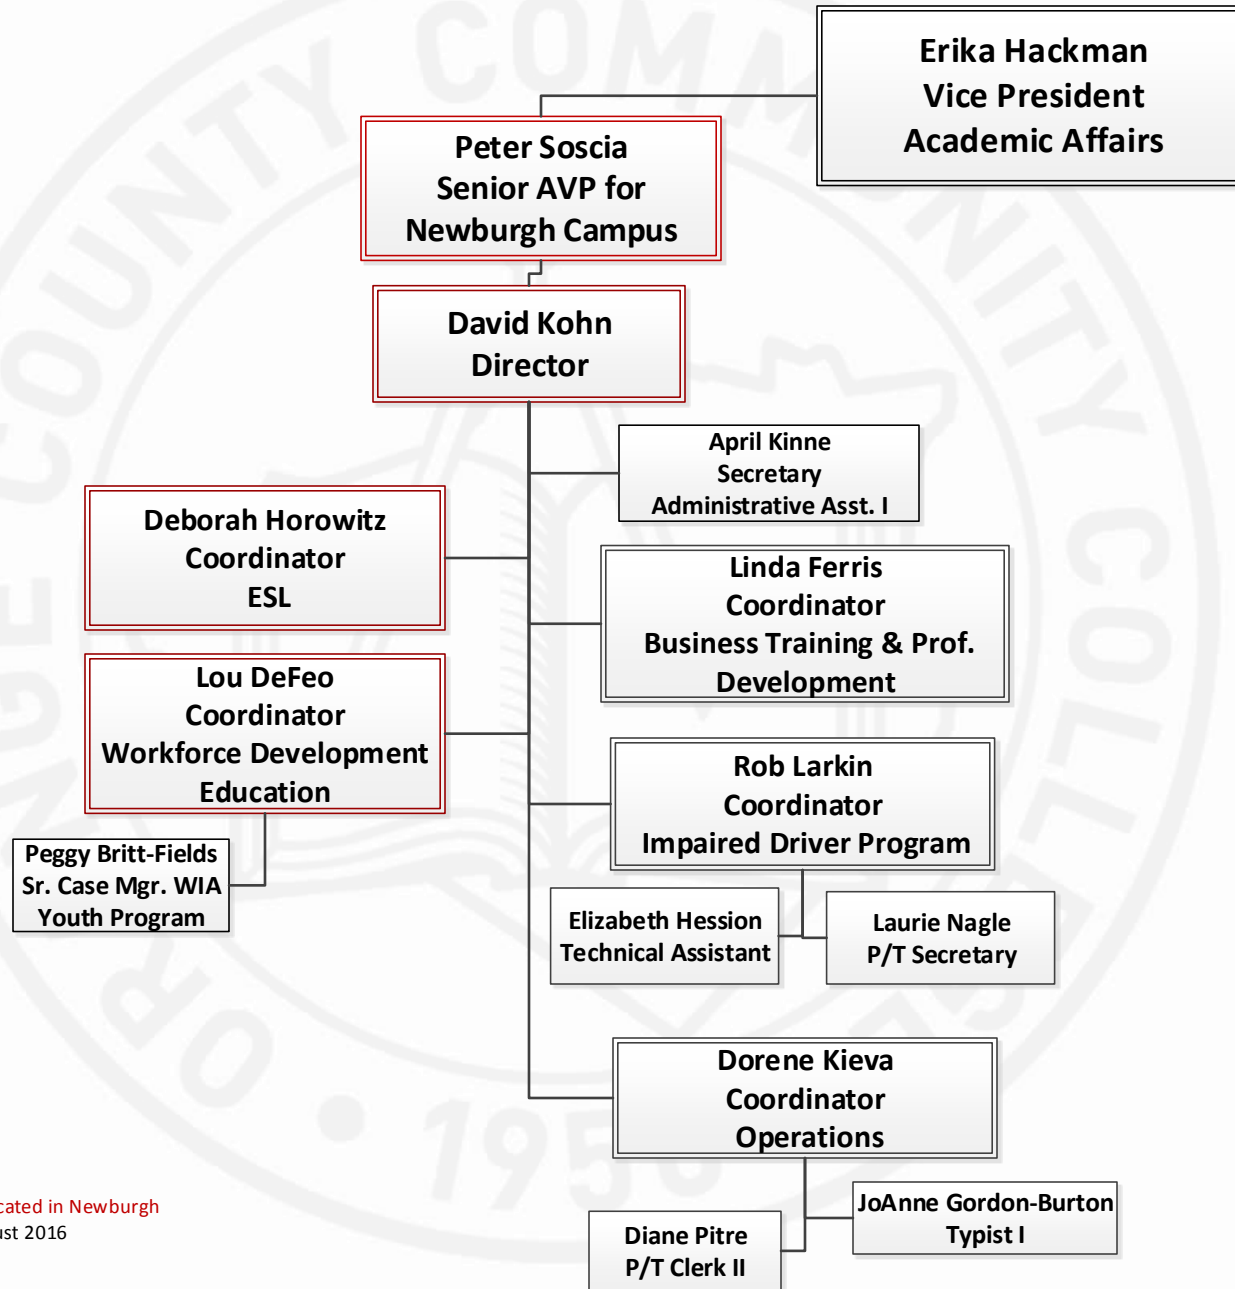 Erika Hackman
Vice President
Academic Affairs
Peter Soscia
Senior AVP for
Newburgh Campus
David Kohn
Director
April Kinne
Secretary
Administrative Asst. I
Deborah Horowitz
Coordinator
ESL
Linda Ferris
Coordinator
Business Training & Prof.
Development
Lou DeFeo
Coordinator
Workforce Development
Education
Rob Larkin
Coordinator
Impaired Driver Program
Peggy Britt-Fields
Sr. Case Mgr. WIA
Youth Program
Elizabeth Hession
Technical Assistant
Laurie Nagle
P/T Secretary
Dorene Kieva
Coordinator
Operations
JoAnne Gordon-Burton
Typist I
Diane Pitre
P/T Clerk II
in Newburgh
2016
COUNTY COMMUNITY COLLEGE